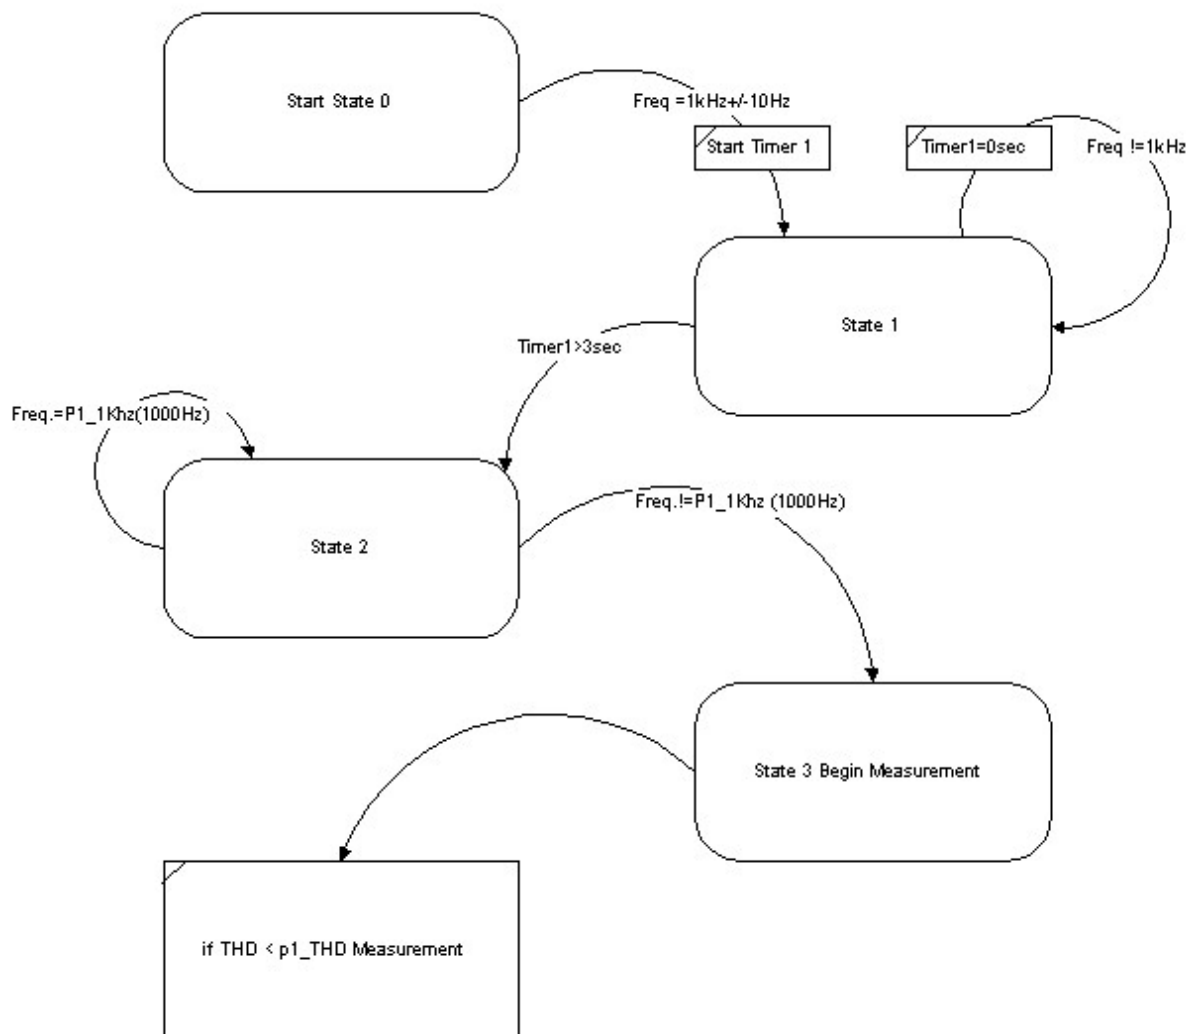 Start State 0
Freq =1kHz+/-10Hz
Start Timer 1
Timer1=0sec
Freq !=1kHz
State 1
Timer1>3sec
Freq.=P1_1Khz(1000Hz)
State 2
Freq.!=P1_1Khz (1000Hz)
State 3 Begin Measurement
if THD < p1_THD Measurement